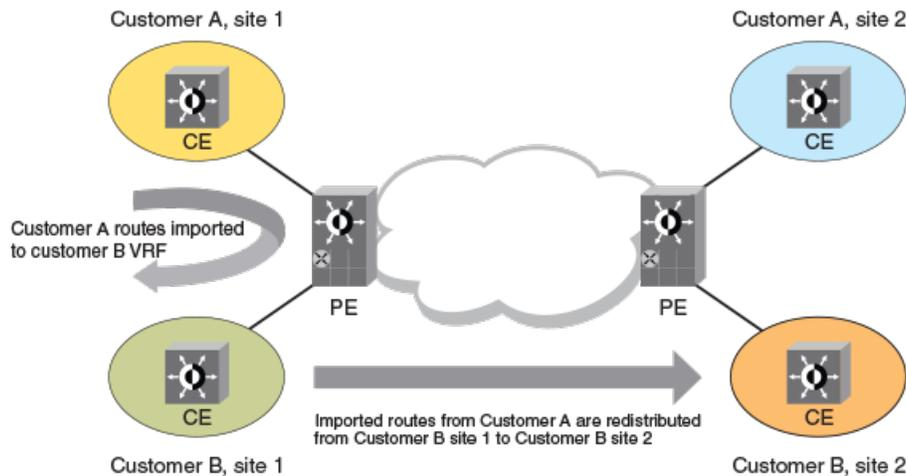 Customer A, site 1
Customer A, site 2
CE
CE
Customer A routes imported
to customer B VRF
PE
PE
CE
CE
Imported routes from Customer A are redistributed
from Customer B site 1 to Customer B site 2
Customer B, site 1
Customer B, site 2